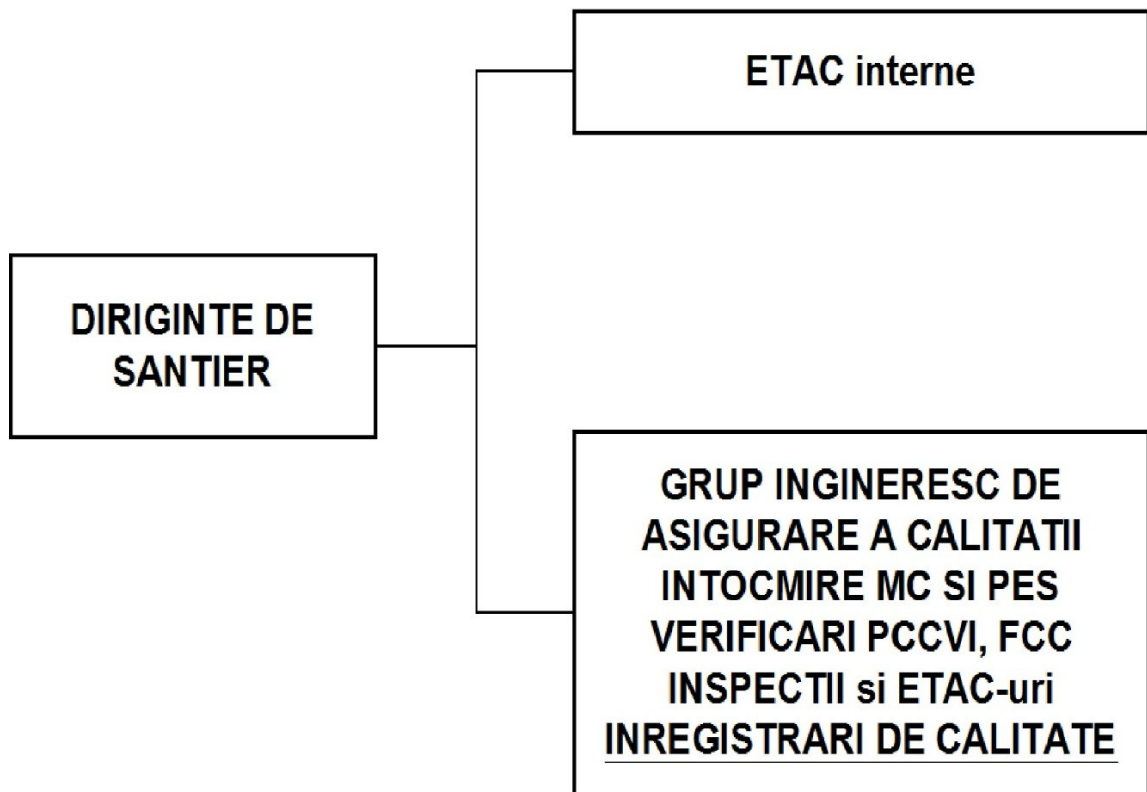 ETAC interne
DIRIGINTE DE
SANTIER
GRUP INGINERESC DE
ASIGURARE A CALITATII
INTOCMIRE MC SI PES
VERIFICARI PCCVI, FCC
INSPECTII si ETAC-uri
INREGISTRARI DE CALITATE